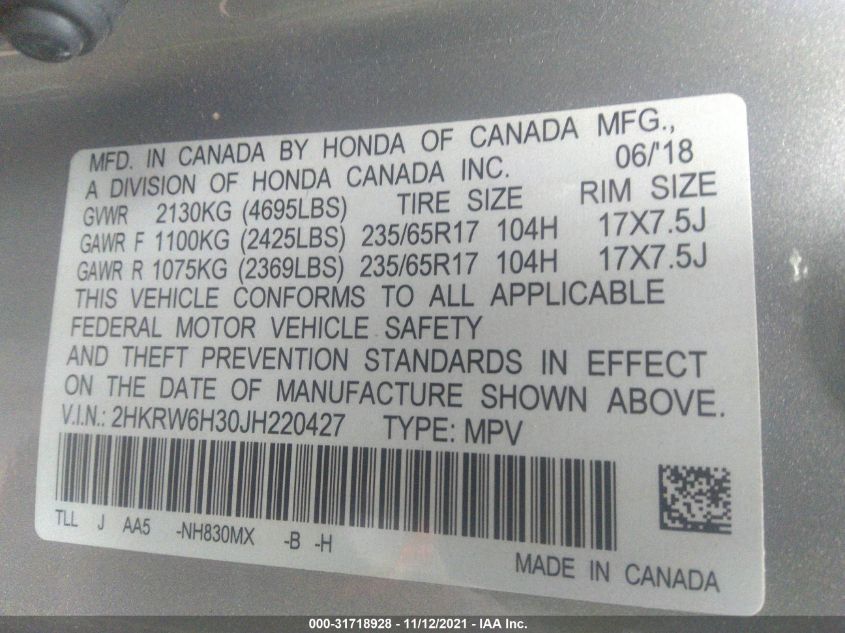 MFD. IN CANADA BY HONDA OF CANADA MFG.,
A DIVISION OF HONDA CANADA INC. 06/'18
GVWR 2130KG (4695LBS) TIRE SIZE RIM SIZE
GAWR F 1100KG (2425LBS) 235/65R17 104H 17X7.5J
GAWR R 1075KG (2369LBS) 235/65R17 104H 17X7.5J
THIS VEHICLE CONFORMS TO ALL APPLICABLE
FEDERAL MOTOR VEHICLE SAFETY
AND THEFT PREVENTION STANDARDS IN EFFECT
ON THE DATE OF MANUFACTURE SHOWN ABOVE.
V.I.N.: 2HKRW6H30JH220427 TYPE: MPV
TLL J AA5 -NH830MX -B -H
MADE IN CANADA
000-31718928 - 11/12/2021 - IAA Inc.